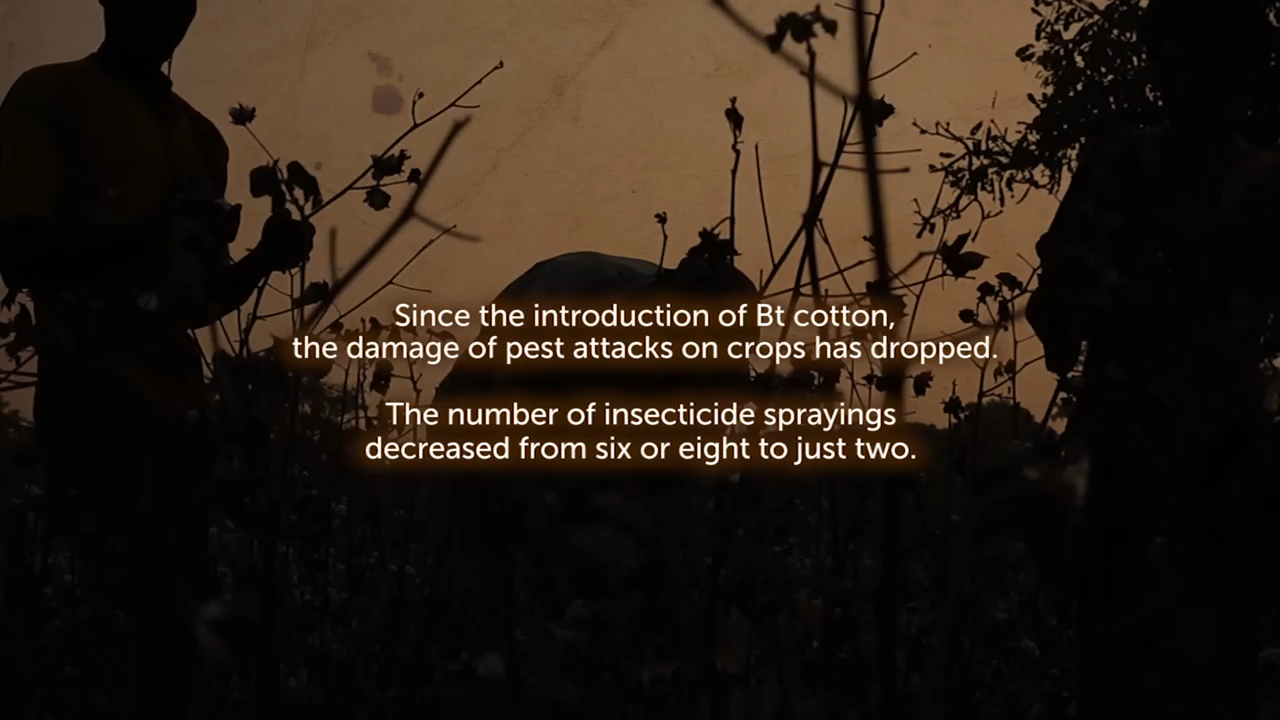 Since the introduction of Bt cotton,
the damage of pest attacks on crops has dropped.
The number of insecticide sprayings
decreased from six or eight to just two.